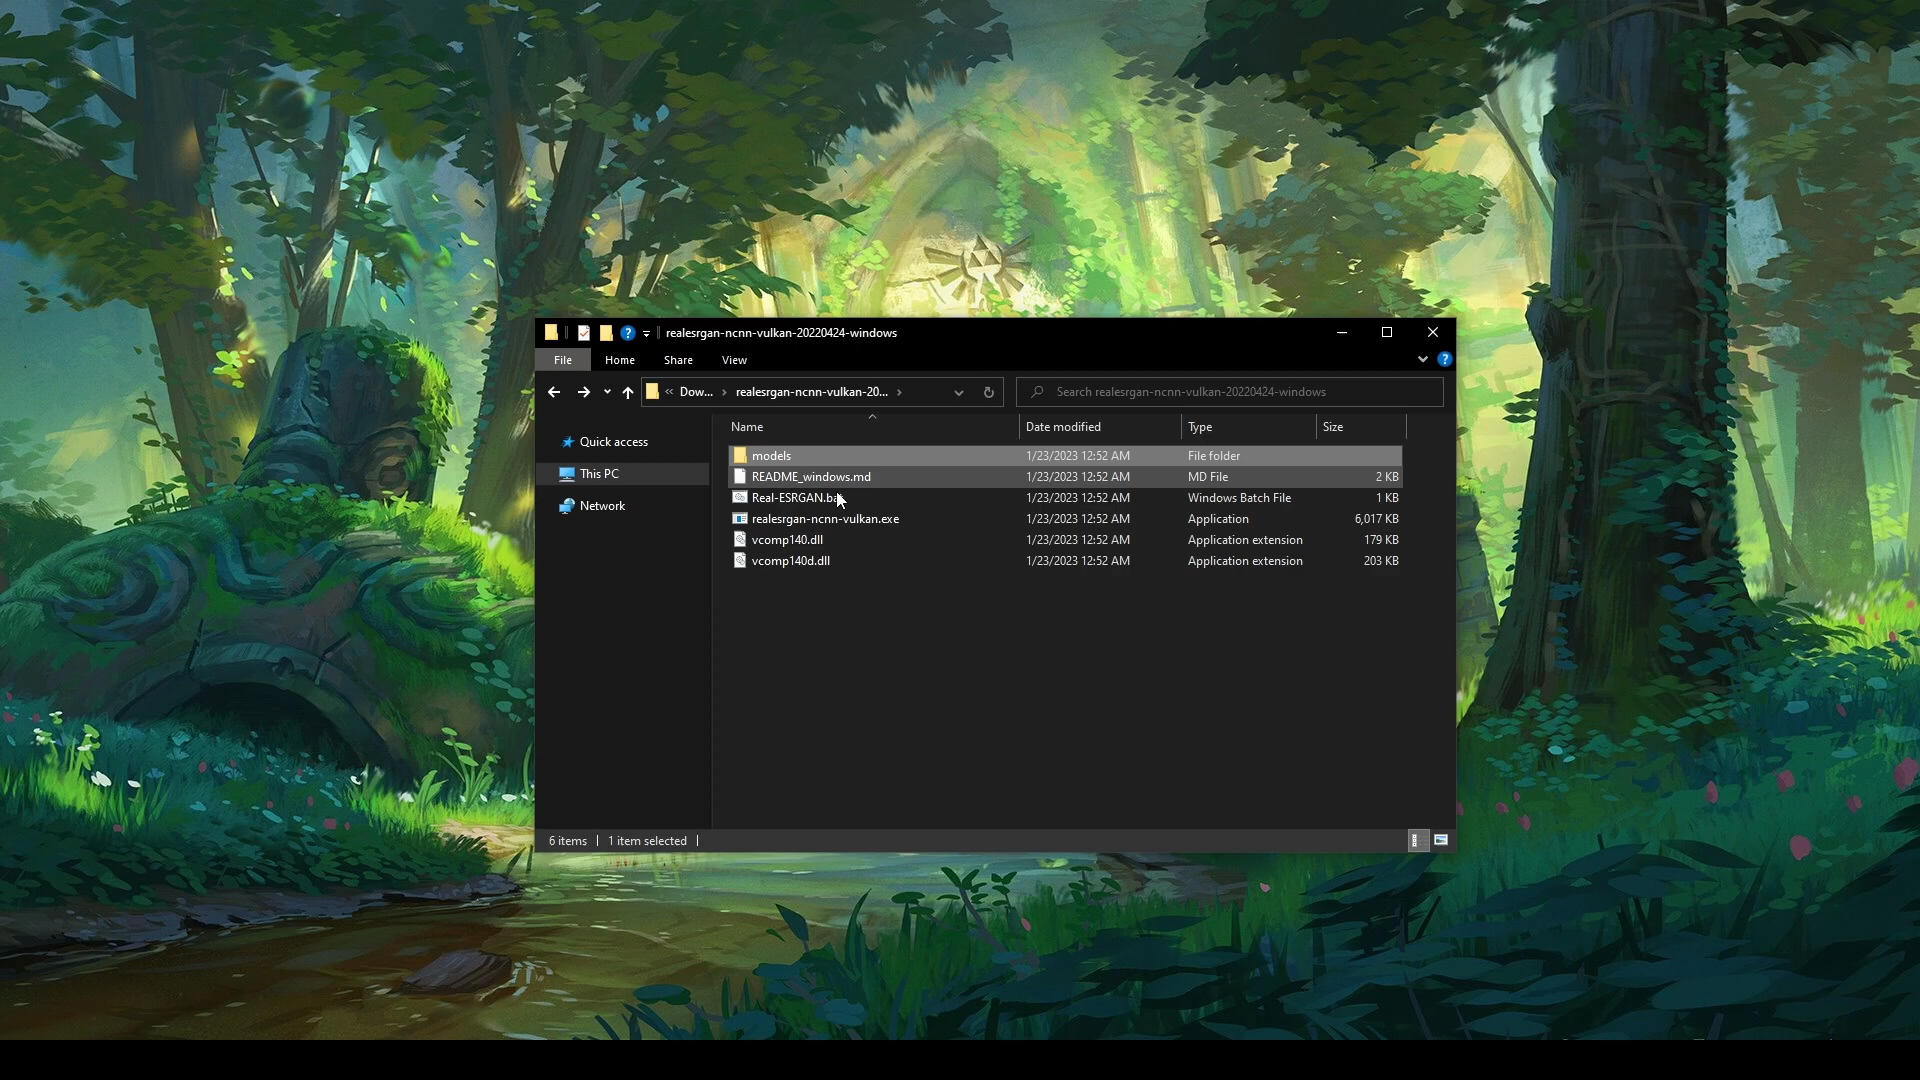 realesrgan-ncnn-vulkan-20220424-windows
File Home Share View
« Dow... › realesrgan-ncnn-vulkan-20... › Search realesrgan-ncnn-vulkan-20220424-windows
Name Date modified Type Size
Quick access
This PC
Network
models 1/23/2023 12:52 AM File folder
README_windows.md 1/23/2023 12:52 AM MD File 2 KB
Real-ESRGAN.bat 1/23/2023 12:52 AM Windows Batch File 1 KB
realesrgan-ncnn-vulkan.exe 1/23/2023 12:52 AM Application 6,017 KB
vcomp140.dll 1/23/2023 12:52 AM Application extension 179 KB
vcomp140d.dll 1/23/2023 12:52 AM Application extension 203 KB
6 items 1 item selected